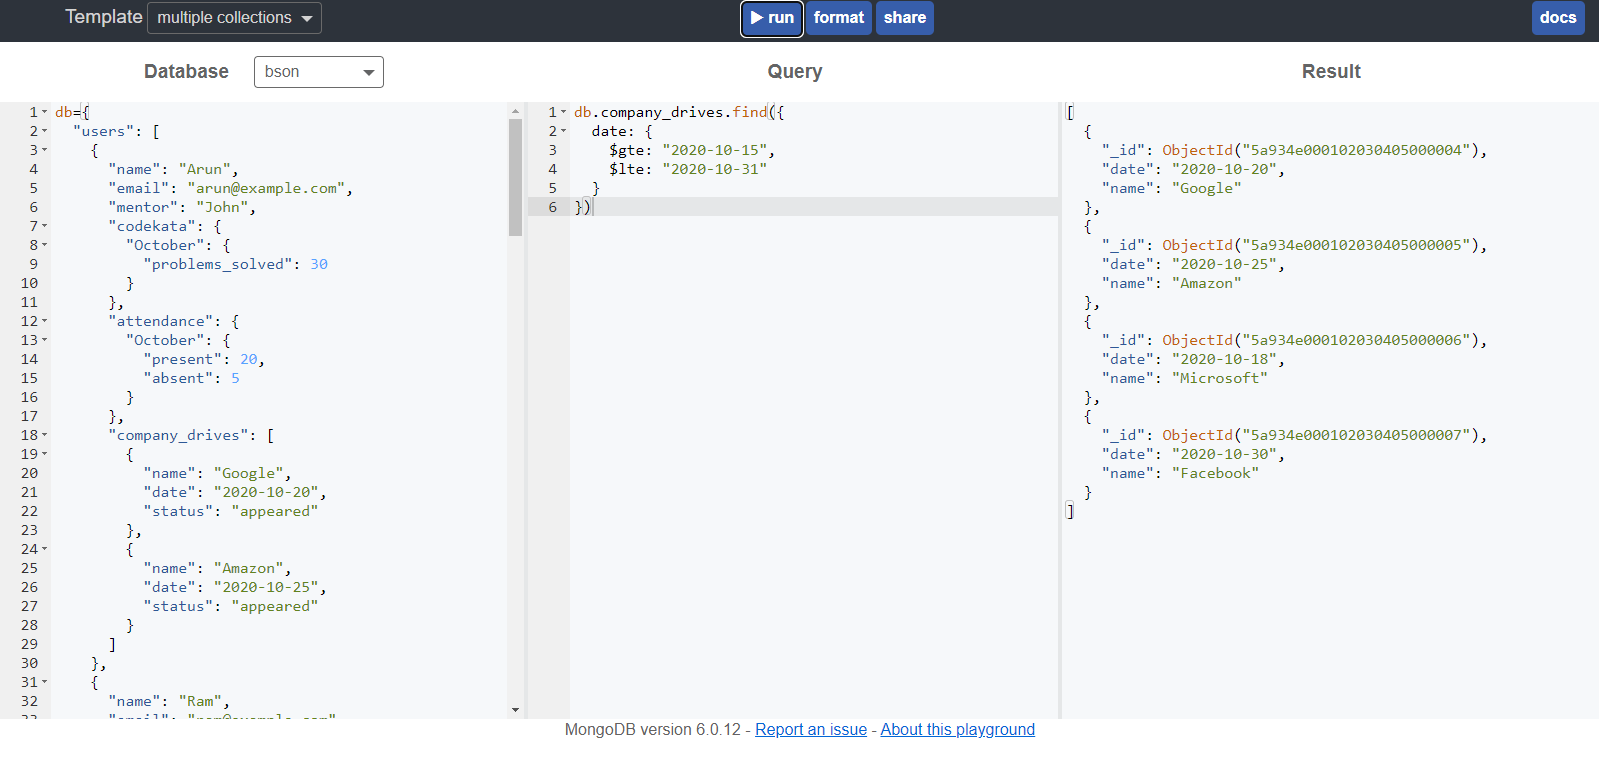 Template multiple collections run format share docs
Database bson Query Result
1 db={
2 "users": [
3 {
4 "name": "Arun",
5 "email": "arun@example.com",
6 "mentor": "John",
7 "codekata": {
8 "October": {
9 "problems_solved": 30
10 }
11 },
12 "attendance": {
13 "October": {
14 "present": 20,
15 "absent": 5
16 }
17 },
18 "company_drives": [
19 {
20 "name": "Google",
21 "date": "2020-10-20",
22 "status": "appeared"
23 },
24 {
25 "name": "Amazon",
26 "date": "2020-10-25",
27 "status": "appeared"
28 }
29 ]
30 },
31 {
32 "name": "Ram",
1 db.company_drives.find({
2 date: {
3 $gte: "2020-10-15",
4 $lte: "2020-10-31"
5 }
6 })
[
{
"_id": ObjectId("5a934e000102030405000004"),
"date": "2020-10-20",
"name": "Google"
},
{
"_id": ObjectId("5a934e000102030405000005"),
"date": "2020-10-25",
"name": "Amazon"
},
{
"_id": ObjectId("5a934e000102030405000006"),
"date": "2020-10-18",
"name": "Microsoft"
},
{
"_id": ObjectId("5a934e000102030405000007"),
"date": "2020-10-30",
"name": "Facebook"
}
]
MongoDB version 6.0.12 - Report an issue - About this playground